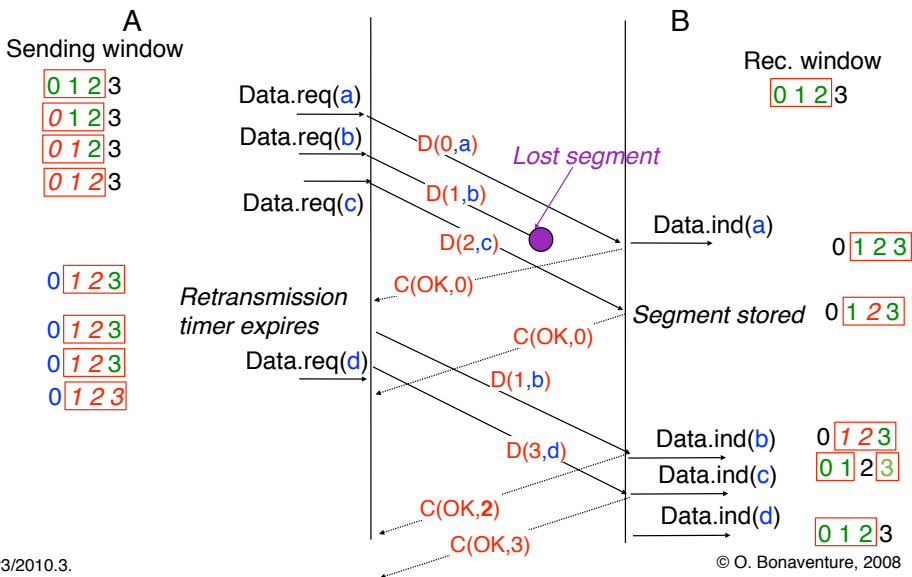 A
B
Sending window
Rec. window
0 1 2 3
0 1 2 3
Data.req(a)
0 1 2 3
D(0,a)
Data.req(b)
Lost segment
0 1 2 3
D(1,b)
0 1 2 3
Data.req(c)
Data.ind(a)
D(2,c)
0 1 2 3
0 1 2 3
C(OK,0)
Retransmission
timer expires
Segment stored
0 1 2 3
0 1 2 3
C(OK,0)
Data.req(d)
0 1 2 3
D(1,b)
0 1 2 3
Data.ind(b)
0 1 2 3
D(3,d)
Data.ind(c)
0 1 2 3
C(OK,2)
Data.ind(d)
0 1 2 3
C(OK,3)
3/2010.3.
© O. Bonaventure, 2008